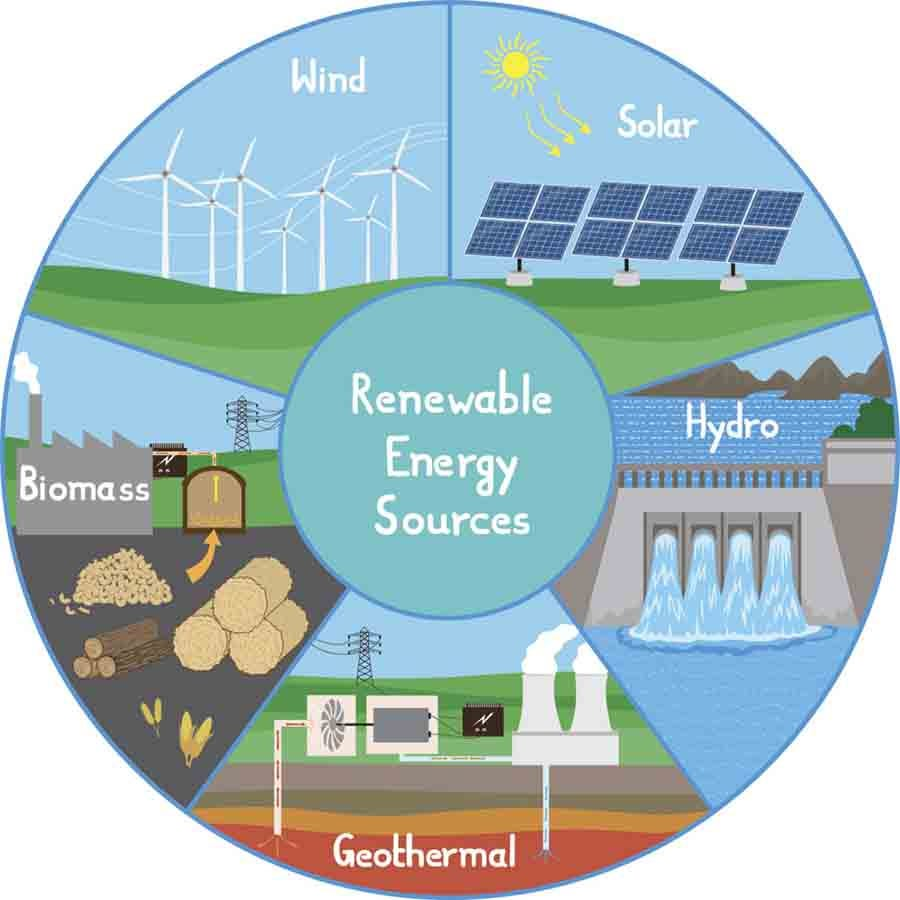 Wind
Solar
Renewable
Energy
Sources
Hydro
Biomass
Geothermal